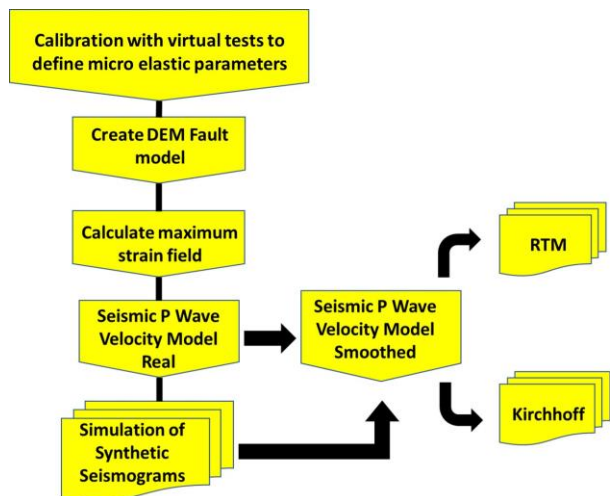 Calibration with virtual tests to
define micro elastic parameters
Create DEM Fault
model
Calculate maximum
strain field
Seismic P Wave
Velocity Model
Real
Simulation of
Synthetic
Seismograms
Seismic P Wave
Velocity Model
Smoothed
RTM
Kirchhoff